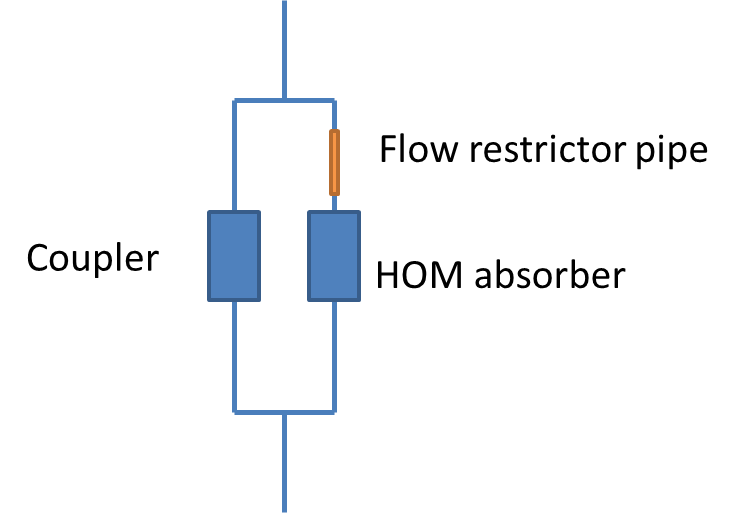 Flow restrictor pipe
Coupler
HOM absorber